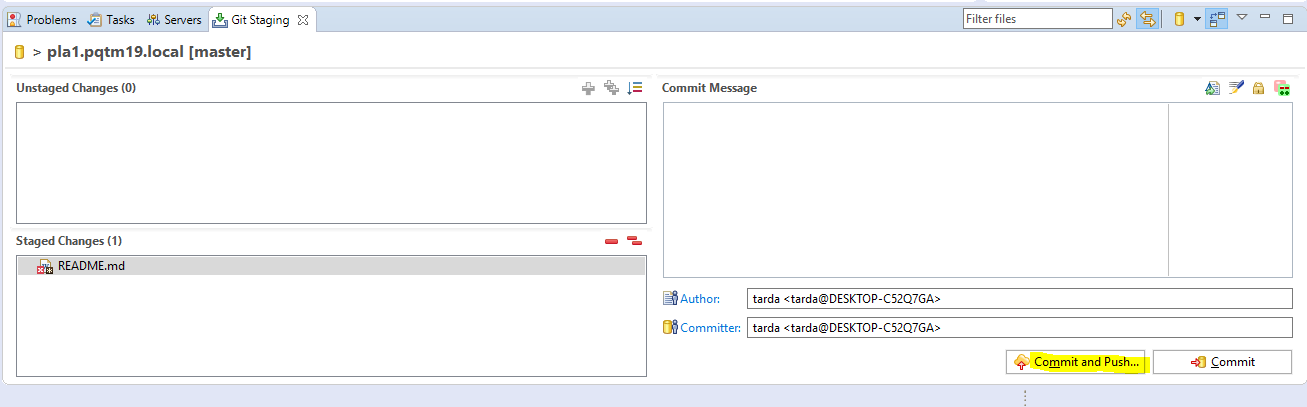 Problems Tasks Servers Git Staging Filter files
> pla1.pqtm19.local [master]
Unstaged Changes (0)
Staged Changes (1)
README.md
Commit Message
Author: tarda <tarda@DESKTOP-C52Q7GA>
Committer: tarda <tarda@DESKTOP-C52Q7GA>
Commit and Push... Commit